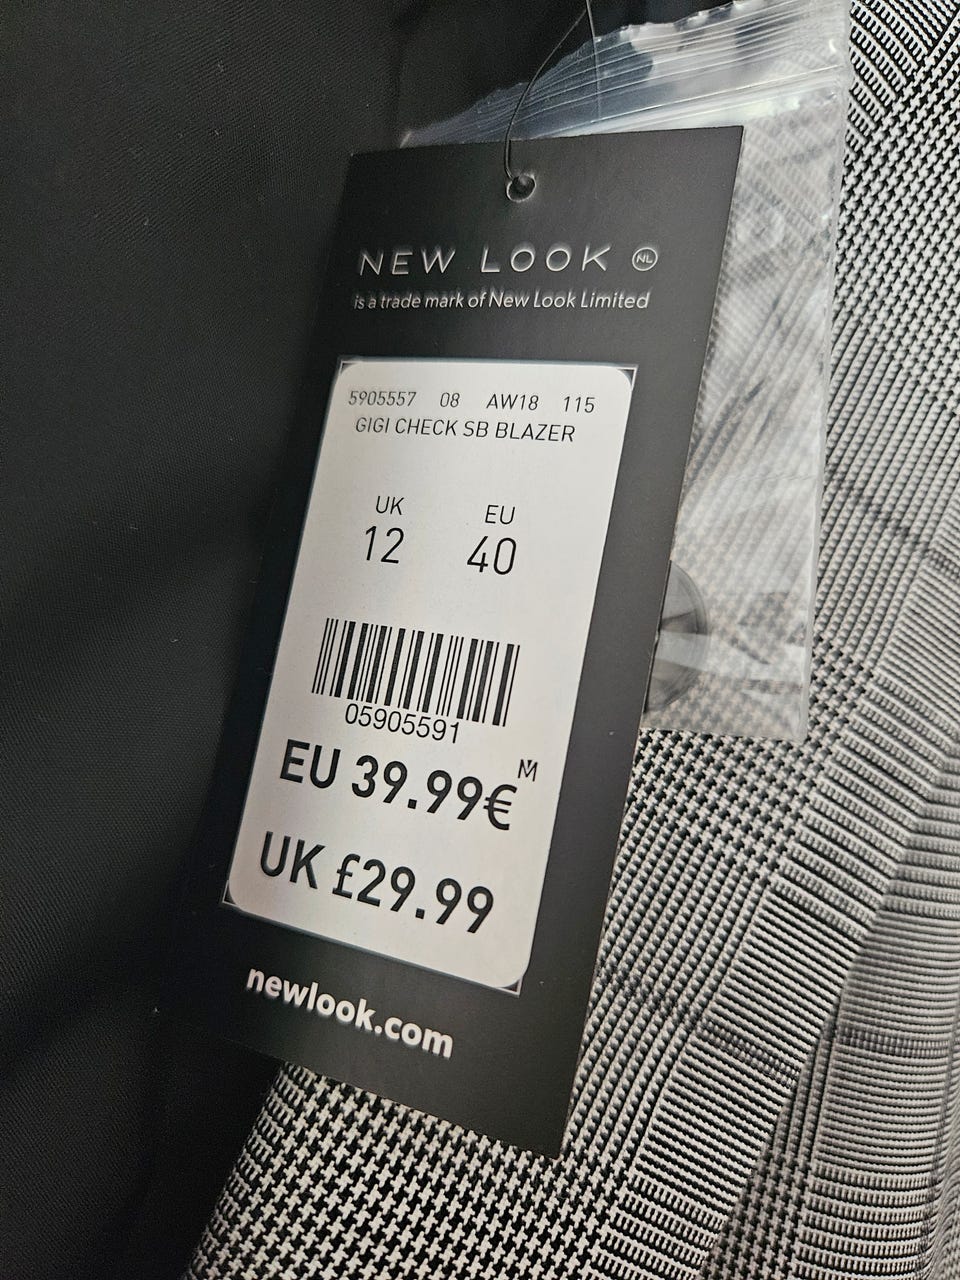 NEW LOOK NL
is a trade mark of New Look Limited
5905557 08 AW18 115
GIGI CHECK SB BLAZER
UK EU
12 40
05905591
EU 39.99€ M
UK £29.99
newlook.com